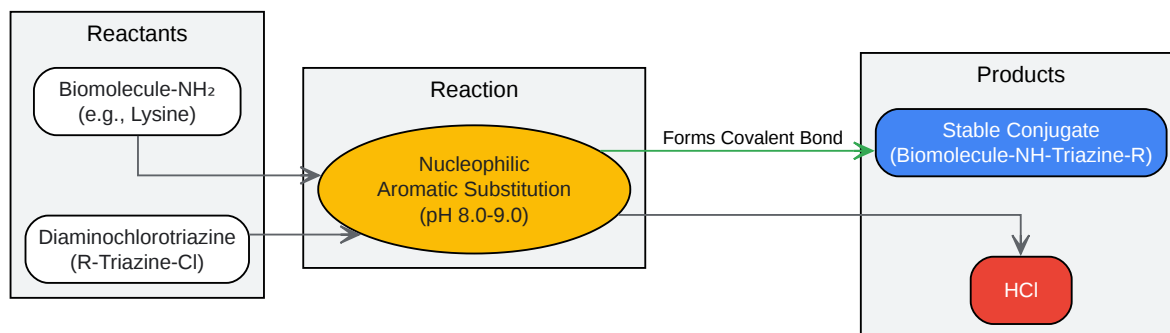 Reactants
Biomolecule-NH₂
(e.g., Lysine)
Diaminochlorotriazine
(R-Triazine-Cl)
Reaction
Nucleophilic
Aromatic Substitution
(pH 8.0-9.0)
Forms Covalent Bond
Products
Stable Conjugate
(Biomolecule-NH-Triazine-R)
HCl